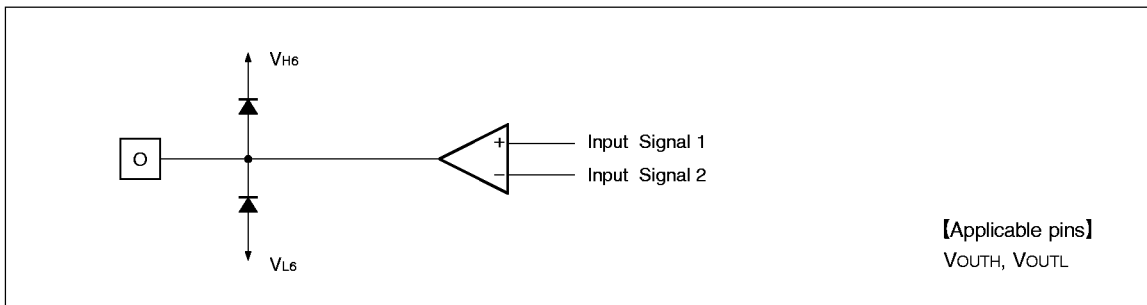 VH6
O
+
Input Signal 1
−
Input Signal 2
VL6
【Applicable pins】
VOUTH, VOUTL